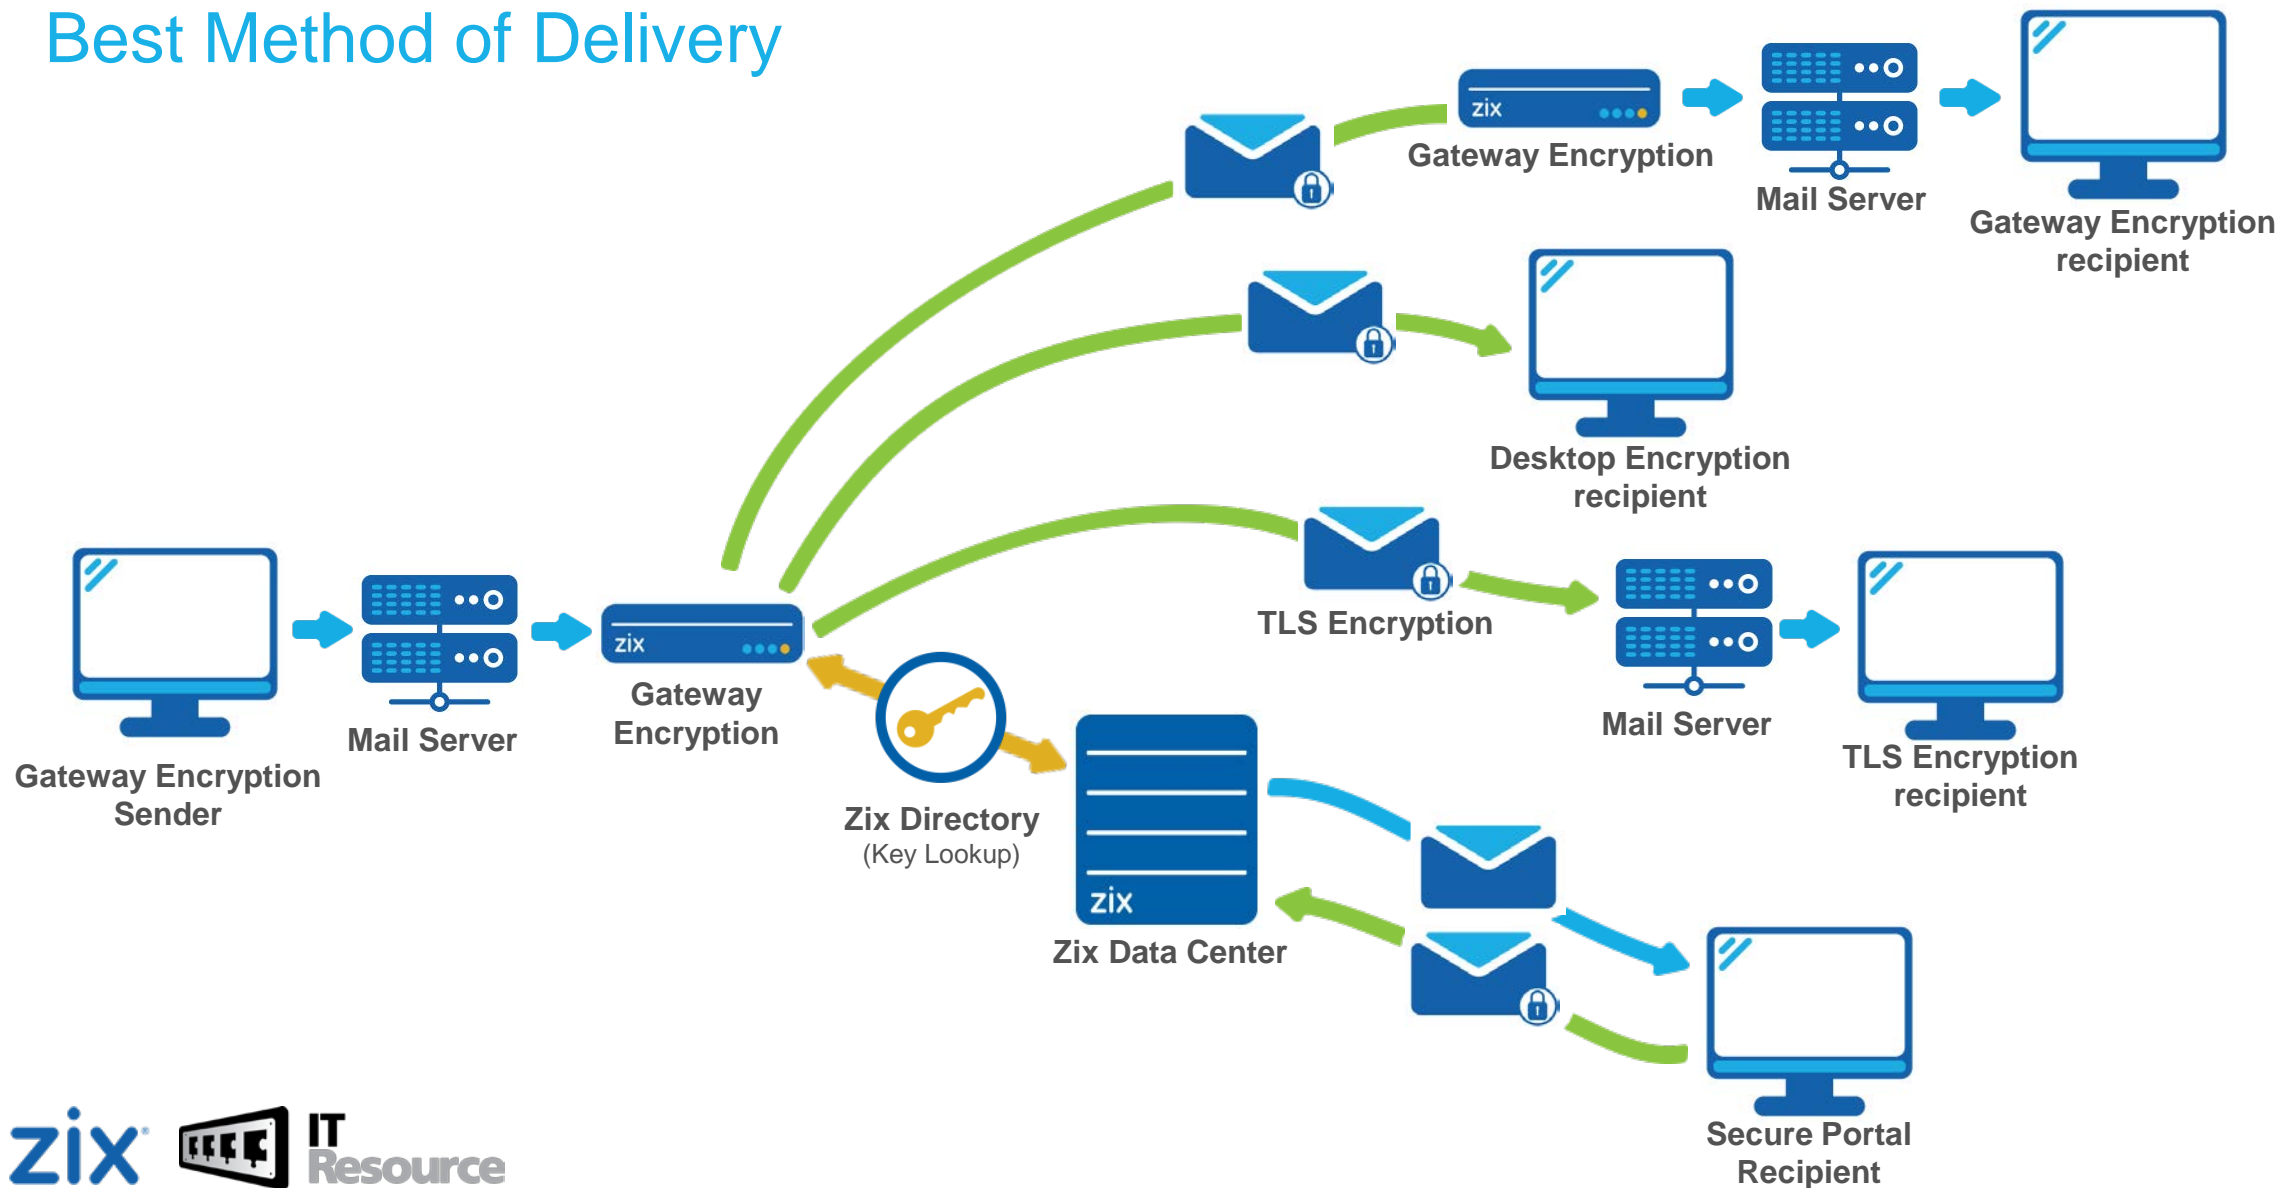 Best Method of Delivery
zix
Gateway Encryption
Mail Server
Gateway Encryption
recipient
Desktop Encryption
recipient
TLS Encryption
Mail Server
TLS Encryption
recipient
Gateway Encryption
Sender
Mail Server
zix
Gateway
Encryption
Zix Directory
(Key Lookup)
zix
Zix Data Center
Secure Portal
Recipient
zix®
IT
Resource